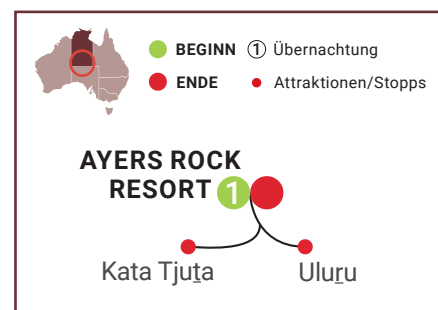 BEGINN ① Übernachtung
ENDE Attraktionen/Stopps
AYERS ROCK
RESORT 1
Kata Tjuṯa Uluṟu